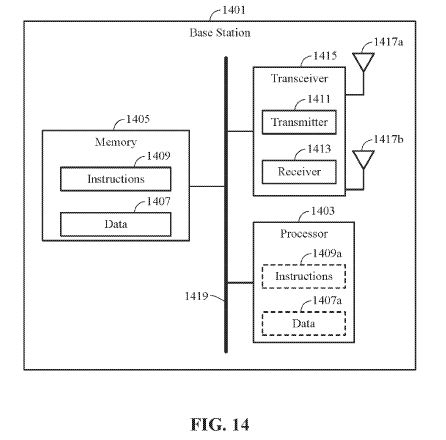 1401
Base Station
1417a
1415
Transceiver
1411
Transmitter
1405
Memory
1413
1417b
1409
Receiver
Instructions
1407
1403
Data
Processor
1409a
Instructions
1419
1407a
Data
FIG. 14